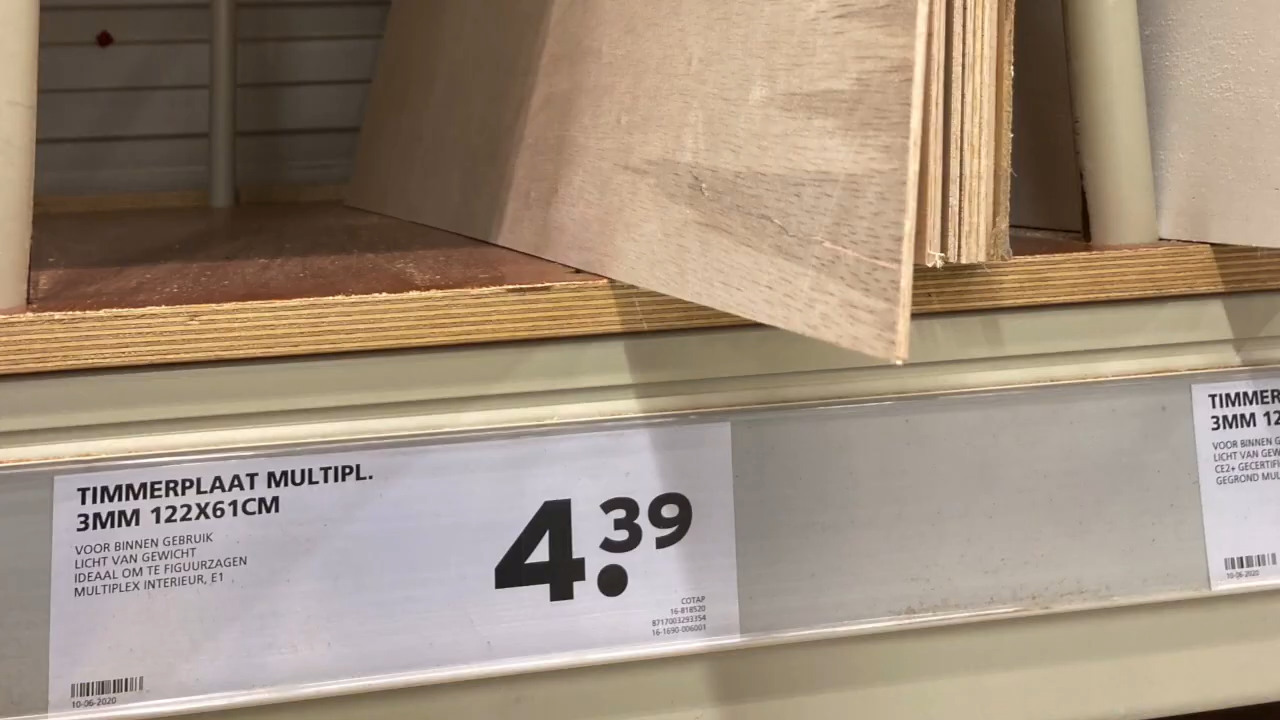 TIMMERPLAAT MULTIPL.
3MM 122X61CM
VOOR BINNEN GEBRUIK
LICHT VAN GEWICHT
IDEAAL OM TE FIGUURZAGEN
MULTIPLEX INTERIEUR, E1
4.39
COTAP
16-818520
8717003293354
16-1690-006001
10-06-2020
TIMMER
3MM 12
VOOR BINNEN G
LICHT VAN GEW
CE2+ GECERTIFI
GEGROND MUL
10-06-2020